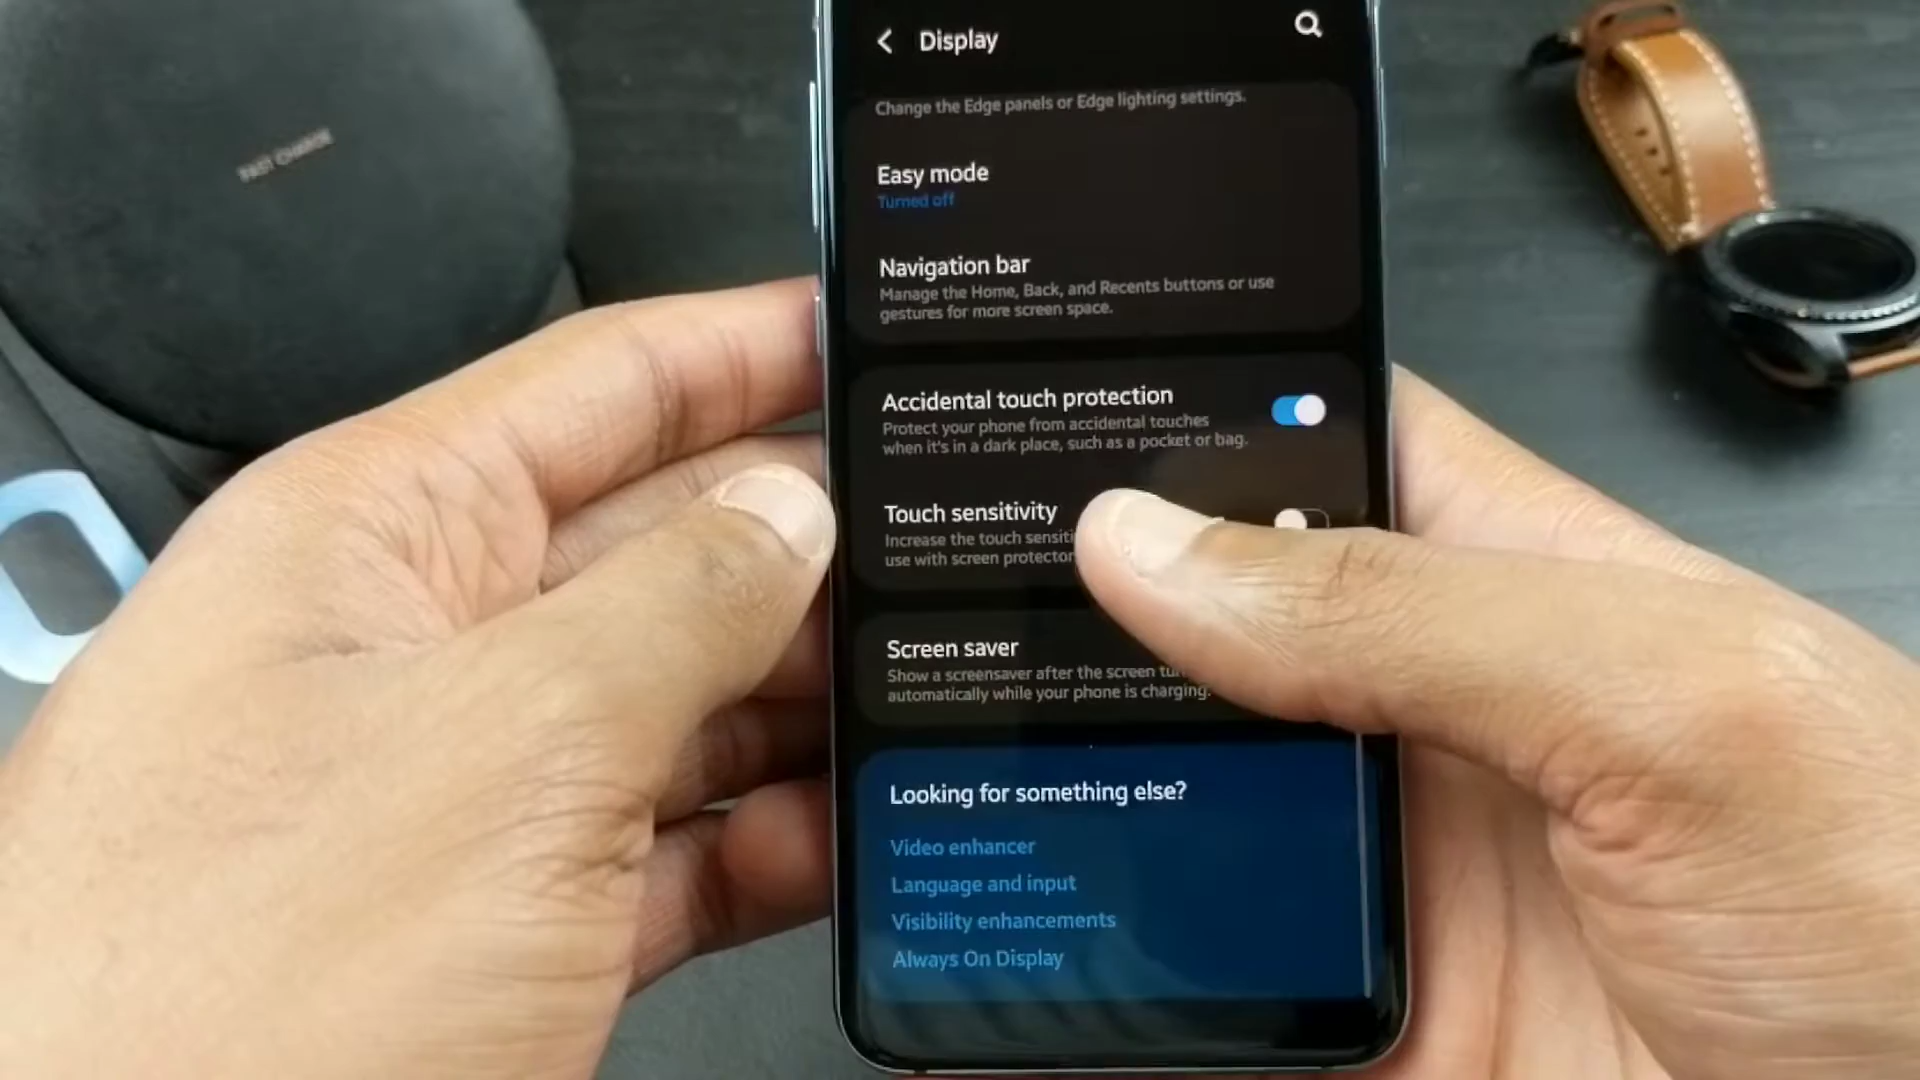 Display
Change the Edge panels or Edge lighting settings.
FAST CHARGE
Easy mode
Turned off
Navigation bar
Manage the Home, Back, and Recents buttons or use
gestures for more screen space.
Accidental touch protection
Protect your phone from accidental touches
when it's in a dark place, such as a pocket or bag.
Touch sensitivity
Increase the touch
use with screen
Screen saver
Show a screensaver after the screen
automatically while your phone is charging.
Looking for something else?
Video enhancer
Language and input
Visibility enhancements
Always On Display